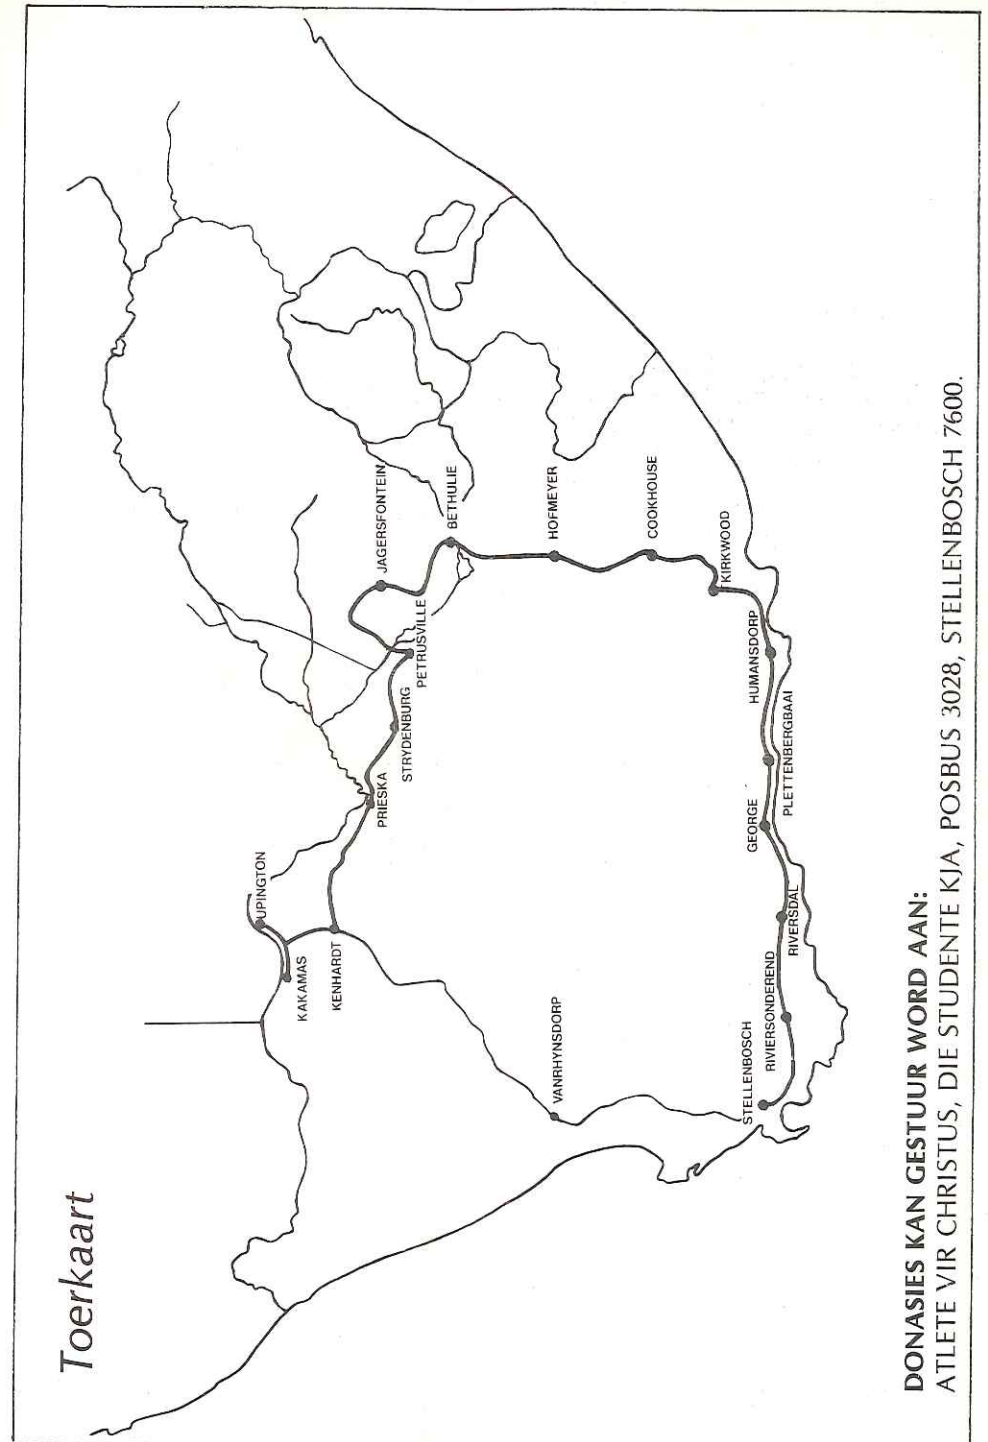 Toerkaart
UPINGTON
KAKAMAS
KENHARDT
PRIESKA
STRYDENBURG
PETRUSVILLE
JAGERSFONTEIN
BETHULIE
HOFMEYER
COOKHOUSE
KIRKWOOD
HUMANSDORP
PLETTENBERGBAAI
GEORGE
RIVERSDAL
RIVIERSONDEREND
STELLENBOSCH
VANRHYNSDORP
DONASIES KAN GESTUUR WORD AAN:
ATLETE VIR CHRISTUS, DIE STUDENTE KJA, POSBUS 3028, STELLENBOSCH 7600.